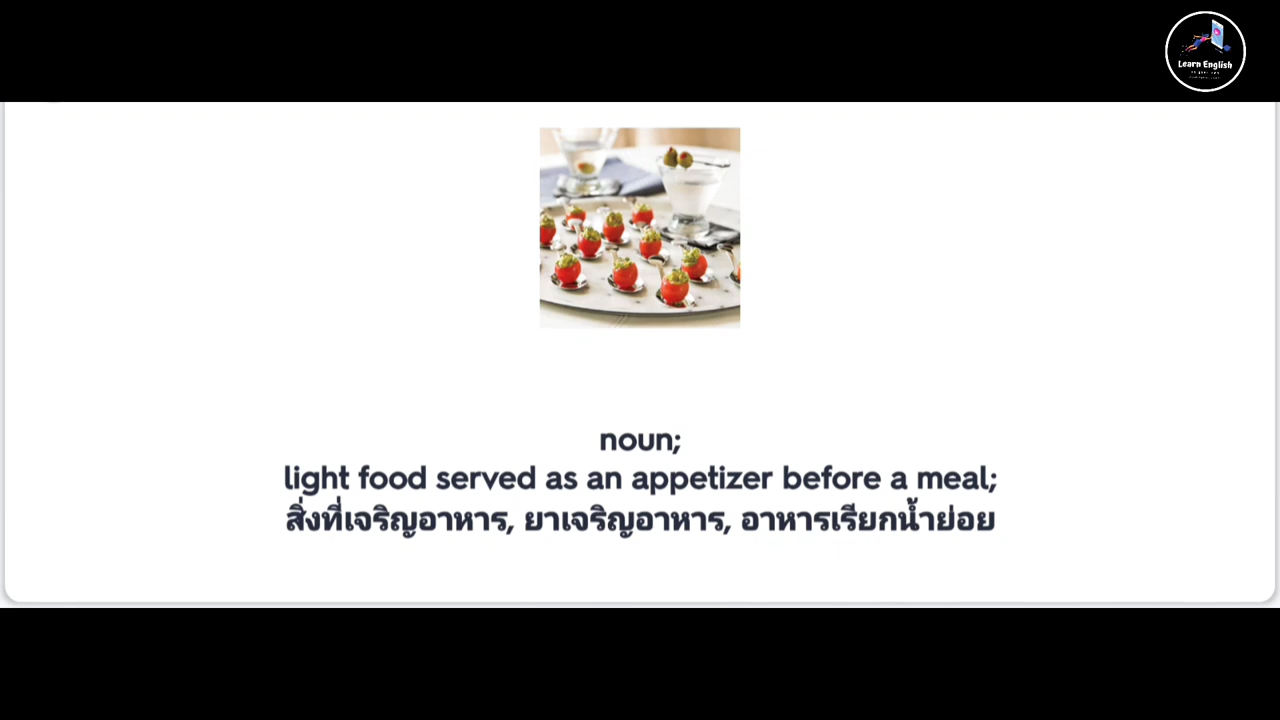 Learn English
noun;
light food served as an appetizer before a meal;
สิ่งที่เจริญอาหาร, ยาเจริญอาหาร, อาหารเรียกน้ำย่อย